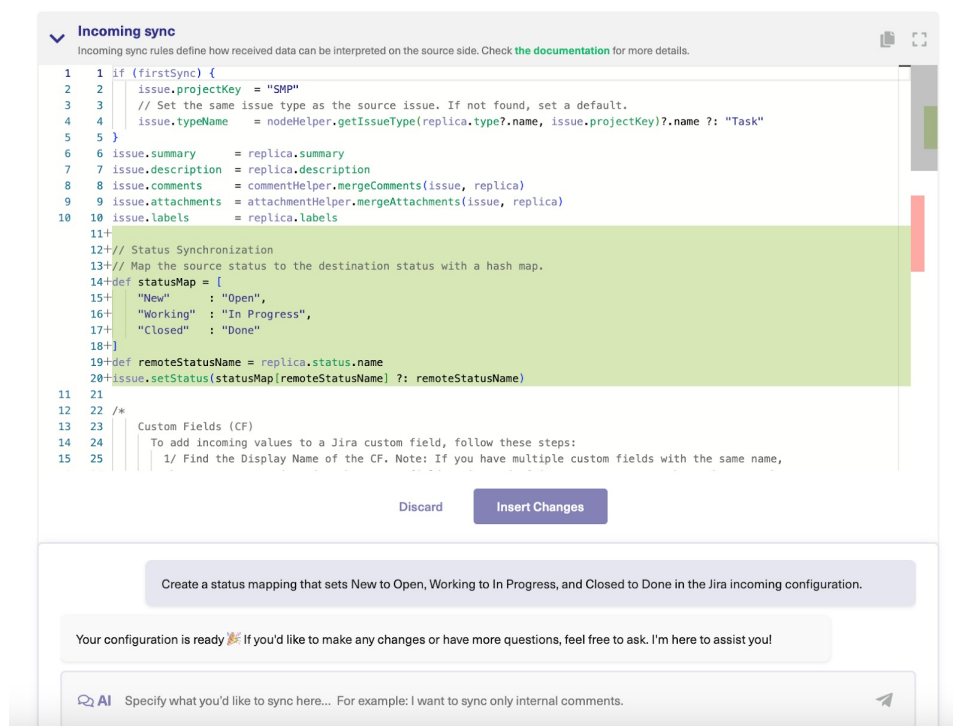 Incoming sync
Incoming sync rules define how received data can be interpreted on the source side. Check the documentation for more details.
1 1 if (firstSync) {
2 2 issue.projectKey = "SMP"
3 3 // Set the same issue type as the source issue. If not found, set a default.
4 4 issue.typeName = nodeHelper.getIssueType(replica.type?.name, issue.projectKey)?.name ?: "Task"
5 5 }
6 6 issue.summary = replica.summary
7 7 issue.description = replica.description
8 8 issue.comments = commentHelper.mergeComments(issue, replica)
9 9 issue.attachments = attachmentHelper.mergeAttachments(issue, replica)
10 10 issue.labels = replica.labels
11+
12+// Status Synchronization
13+// Map the source status to the destination status with a hash map.
14+def statusMap = [
15+ "New" : "Open",
16+ "Working" : "In Progress",
17+ "Closed" : "Done"
18+]
19+def remoteStatusName = replica.status.name
20+issue.setStatus(statusMap[remoteStatusName] ?: remoteStatusName)
11 21
12 22 /*
13 23 Custom Fields (CF)
14 24 To add incoming values to a Jira custom field, follow these steps:
15 25 1/ Find the Display Name of the CF. Note: If you have multiple custom fields with the same name,
Discard Insert Changes
Create a status mapping that sets New to Open, Working to In Progress, and Closed to Done in the Jira incoming configuration.
Your configuration is ready 🎉 If you'd like to make any changes or have more questions, feel free to ask. I'm here to assist you!
AI Specify what you'd like to sync here... For example: I want to sync only internal comments.